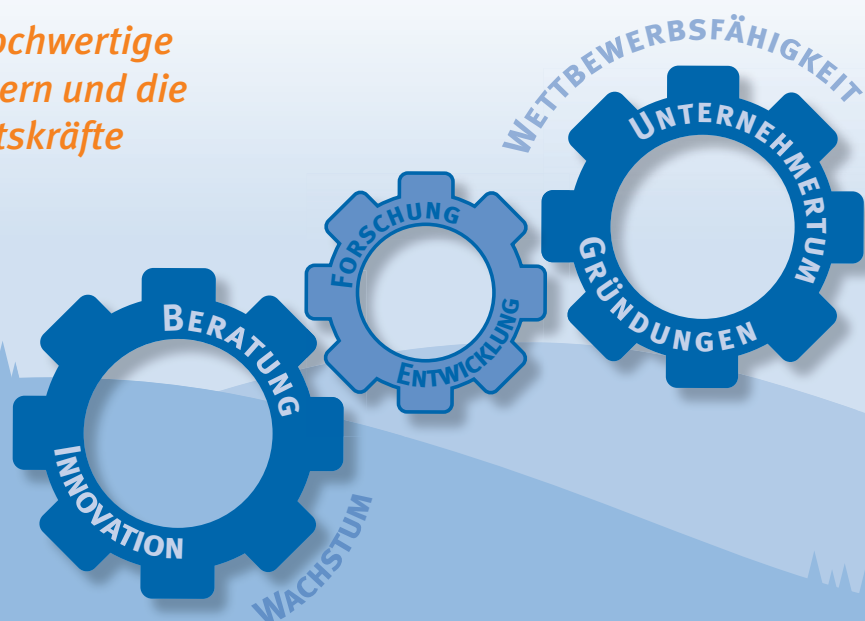 ochwertige
ern und die
tskräfte
WETTBEWERBSFÄHIGKEIT
UNTERNEHMERTUM
GRÜNDUNGEN
FORSCHUNG
ENTWICKLUNG
BERATUNG
INNOVATION
WACHSTUM